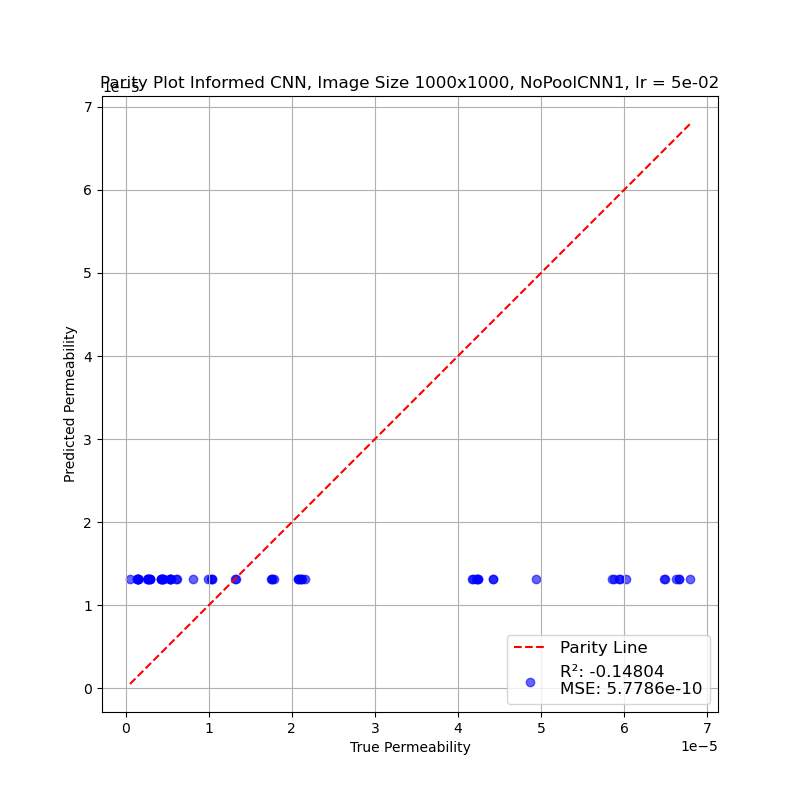 Parity Plot Informed CNN, Image Size 1000x1000, NoPoolCNN1, lr = 5e-02
1e−5
7
6
5
4
3
2
1
0
Predicted Permeability
Parity Line
R²: -0.14804
MSE: 5.7786e-10
0 1 2 3 4 5 6 7
1e−5
True Permeability